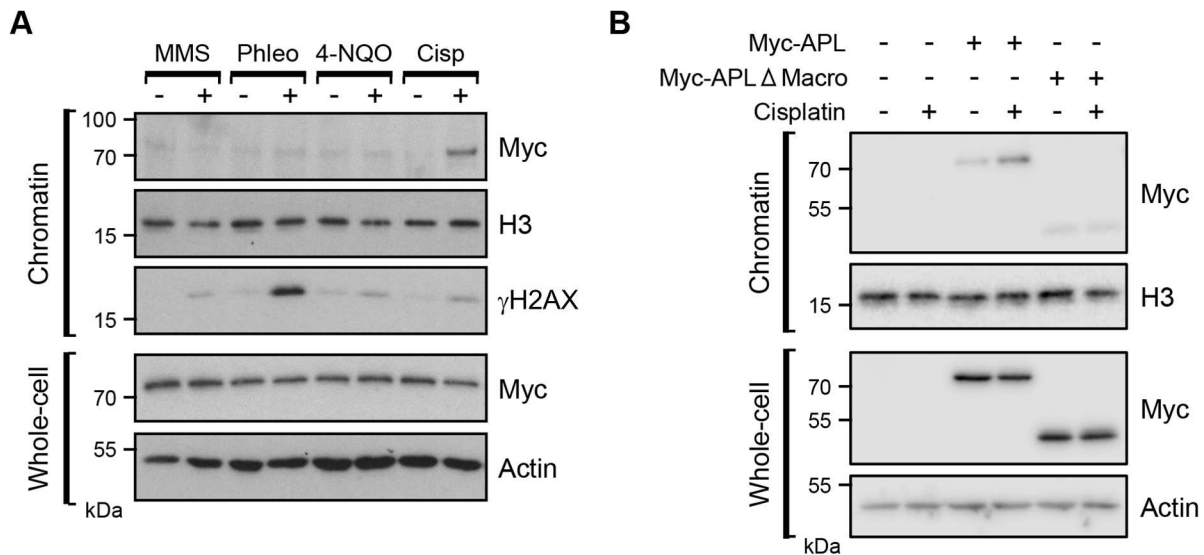 A
MMS Phleo 4-NQO Cisp
- + - + - + - +
Chromatin
100
70
Myc
15
H3
15
γH2AX
Whole-cell
70
Myc
55
Actin
kDa
B
Myc-APL - - + + - -
Myc-APL Δ Macro - - - - + +
Cisplatin - + - + - +
Chromatin
70
55
Myc
15
H3
Whole-cell
70
55
Myc
55
Actin
kDa